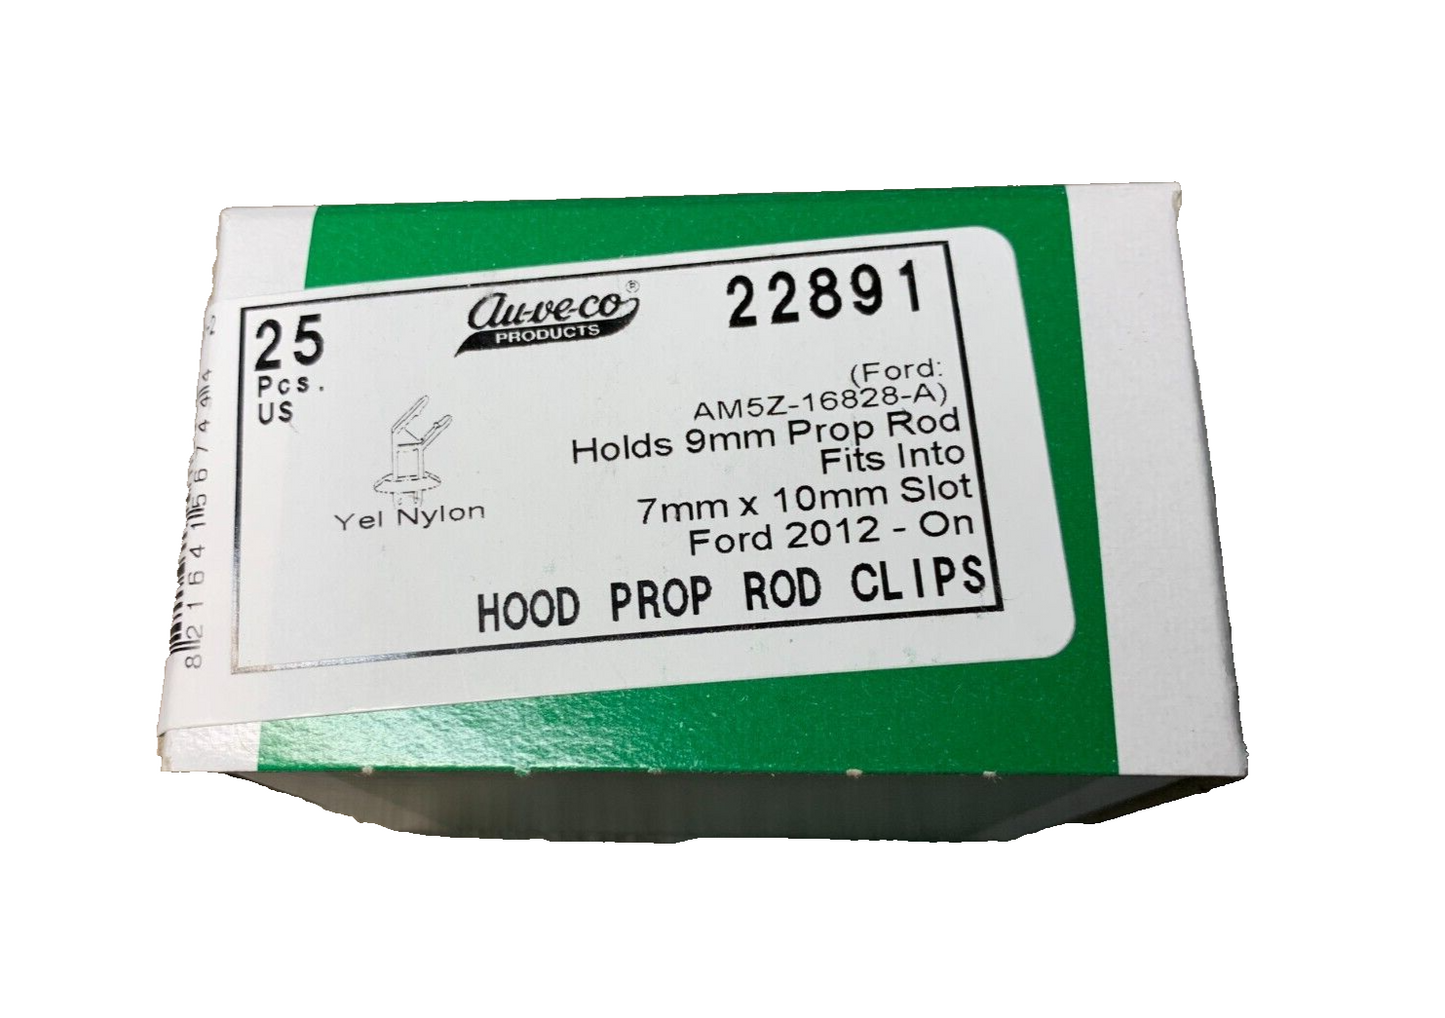 25
Pcs.
US
Au-ve-co®
PRODUCTS
22891
(Ford:
AM5Z-16828-A)
Holds 9mm Prop Rod
Fits Into
7mm x 10mm Slot
Ford 2012 - On
Yel Nylon
HOOD PROP ROD CLIPS